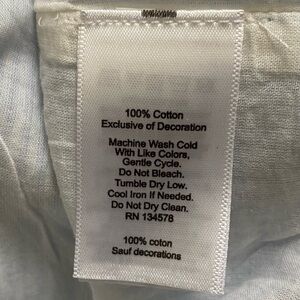 100% Cotton
Exclusive of Decoration
Machine Wash Cold
With Like Colors,
Gentle Cycle.
Do Not Bleach.
Tumble Dry Low.
Cool Iron If Needed.
Do Not Dry Clean.
RN 134578
100% coton
Sauf decorations